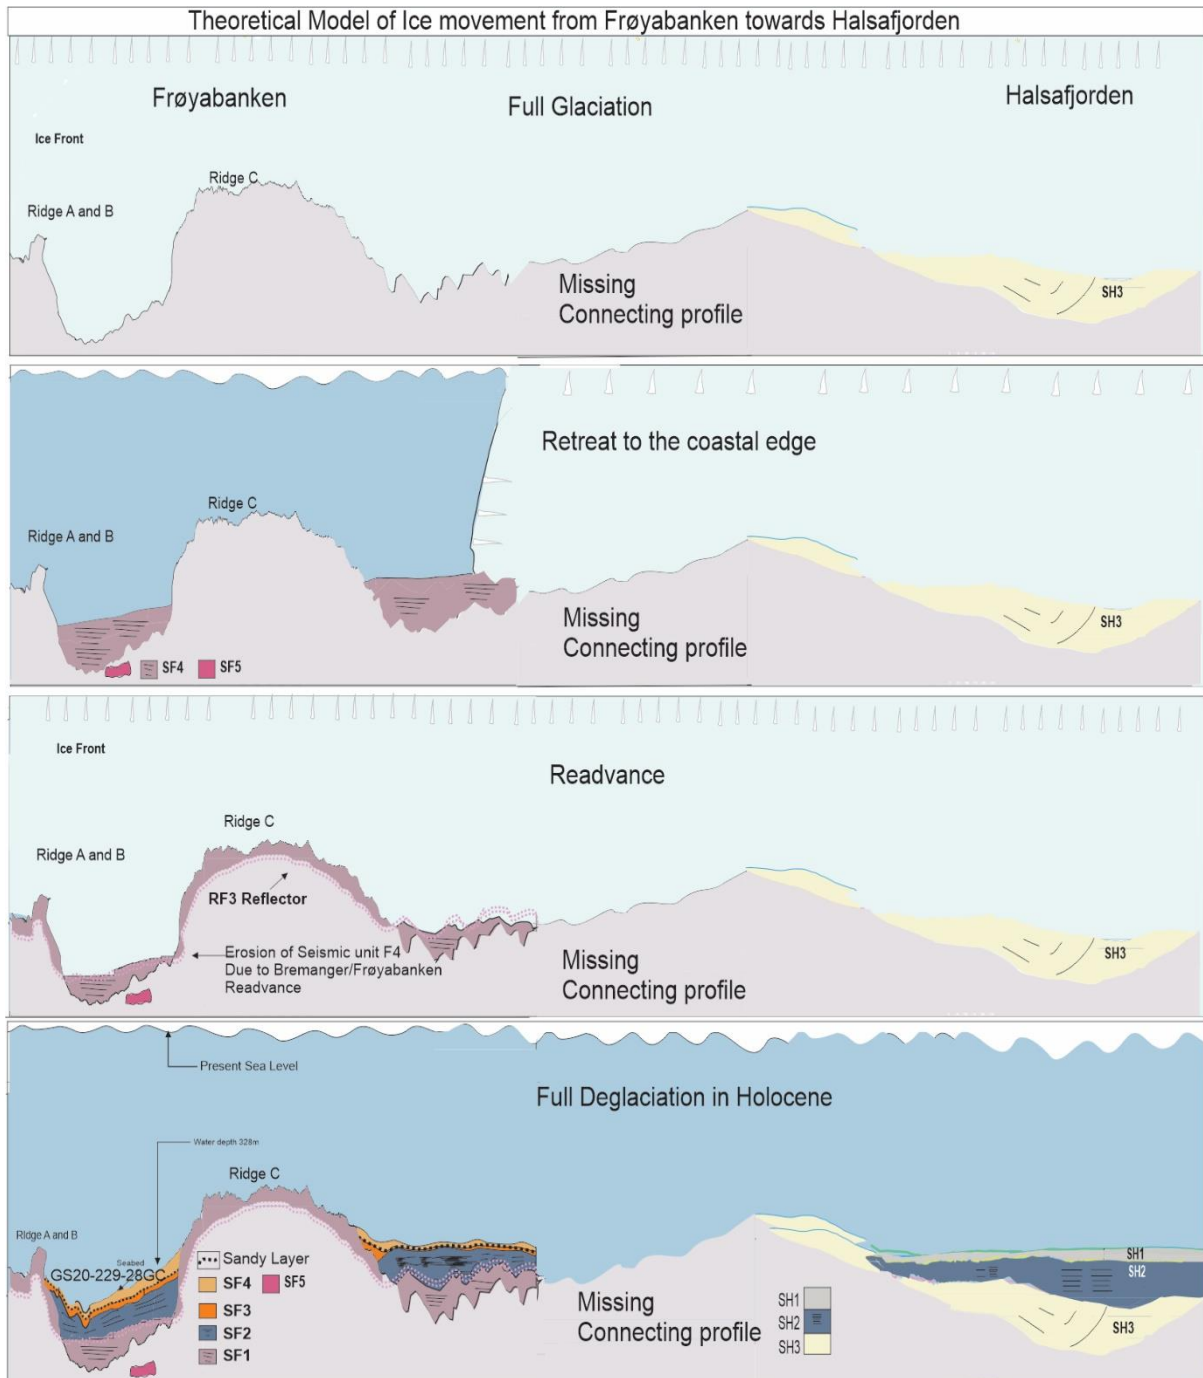 Theoretical Model of Ice movement from Frøyabanken towards Halsafjorden
Frøyabanken
Full Glaciation
Halsafjorden
Ice Front
Ridge C
Ridge A and B
Missing
Connecting profile
SH3
Retreat to the coastal edge
Ridge C
Ridge A and B
Missing
Connecting profile
SH3
SF4
SF5
Ice Front
Readvance
Ridge C
Ridge A and B
RF3 Reflector
Erosion of Seismic unit F4
Due to Bremanger/Frøyabanken
Readvance
Missing
Connecting profile
SH3
Present Sea Level
Full Deglaciation in Holocene
Water depth 328m
Ridge C
Ridge A and B
Seabed
GS20-229-28GC
Sandy Layer
SF4
SF5
SF3
SF2
SF1
Missing
Connecting profile
SH1
SH2
SH3
SH1
SH2
SH3